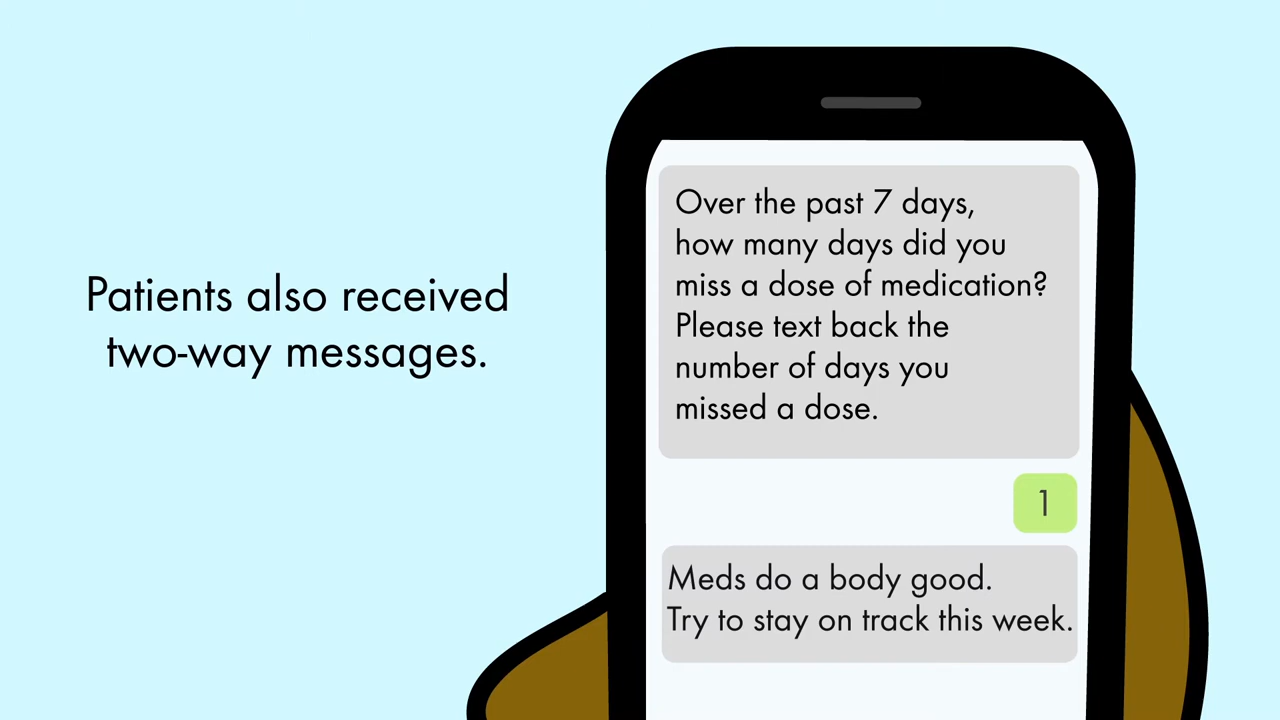 Patients also received
two-way messages.
Over the past 7 days,
how many days did you
miss a dose of medication?
Please text back the
number of days you
missed a dose.
1
Meds do a body good.
Try to stay on track this week.